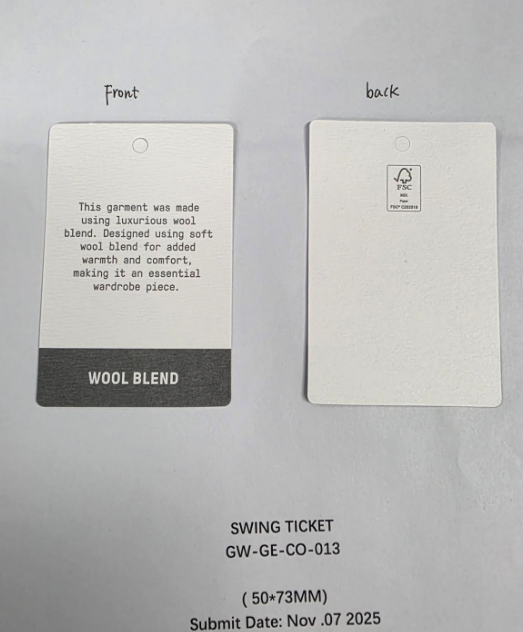 Front
back
This garment was made
using luxurious wool
blend. Designed using soft
wool blend for added
warmth and comfort,
making it an essential
wardrobe piece.
WOOL BLEND
FSC
MIX
Paper
SWING TICKET
GW-GE-CO-013
( 50*73MM)
Submit Date: Nov .07 2025